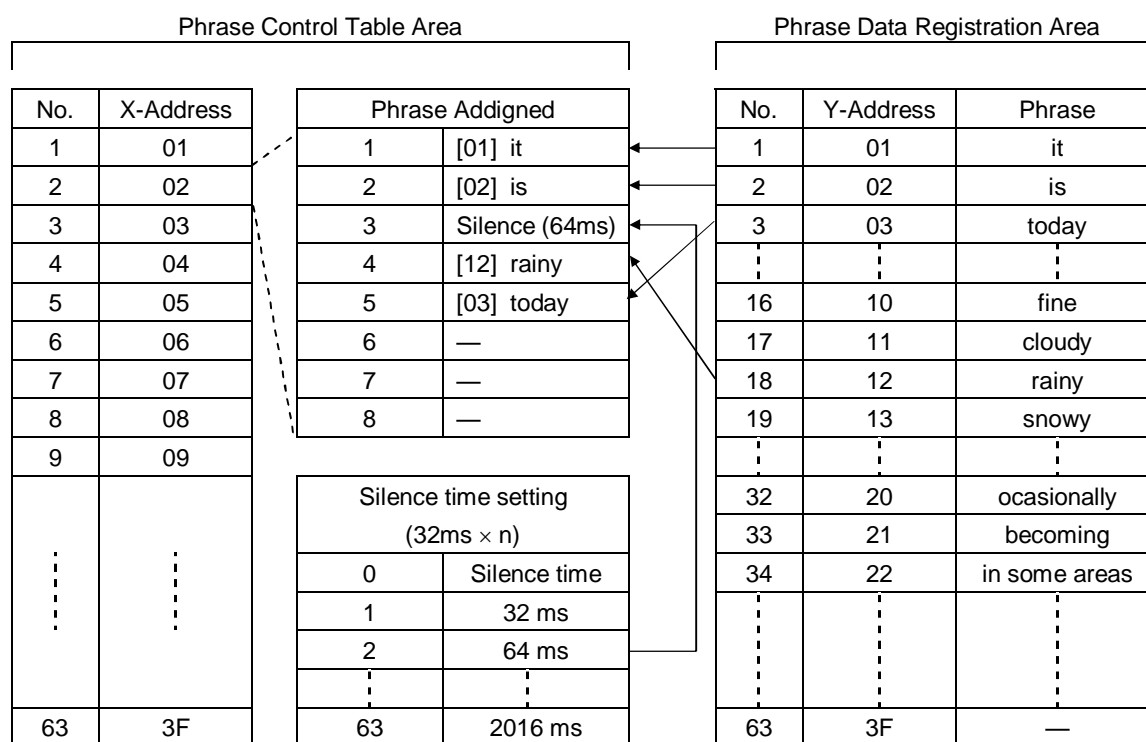 Phrase Control Table Area
No. X-Address
1 01
2 02
3 03
4 04
5 05
6 06
7 07
8 08
9 09
63 3F
Phrase Addigned
1 [01] it
2 [02] is
3 Silence (64ms)
4 [12] rainy
5 [03] today
6 —
7 —
8 —
Silence time setting
(32ms × n)
0 Silence time
1 32 ms
2 64 ms
63 2016 ms
Phrase Data Registration Area
No. Y-Address Phrase
1 01 it
2 02 is
3 03 today
16 10 fine
17 11 cloudy
18 12 rainy
19 13 snowy
32 20 ocasionally
33 21 becoming
34 22 in some areas
63 3F —